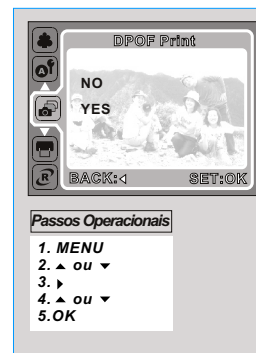 DPOF Print
NO
YES
BACK:◁ SET:OK
Passos Operacionais
1. MENU
2. ▲ ou ▼
3. ▶
4. ▲ ou ▼
5.OK